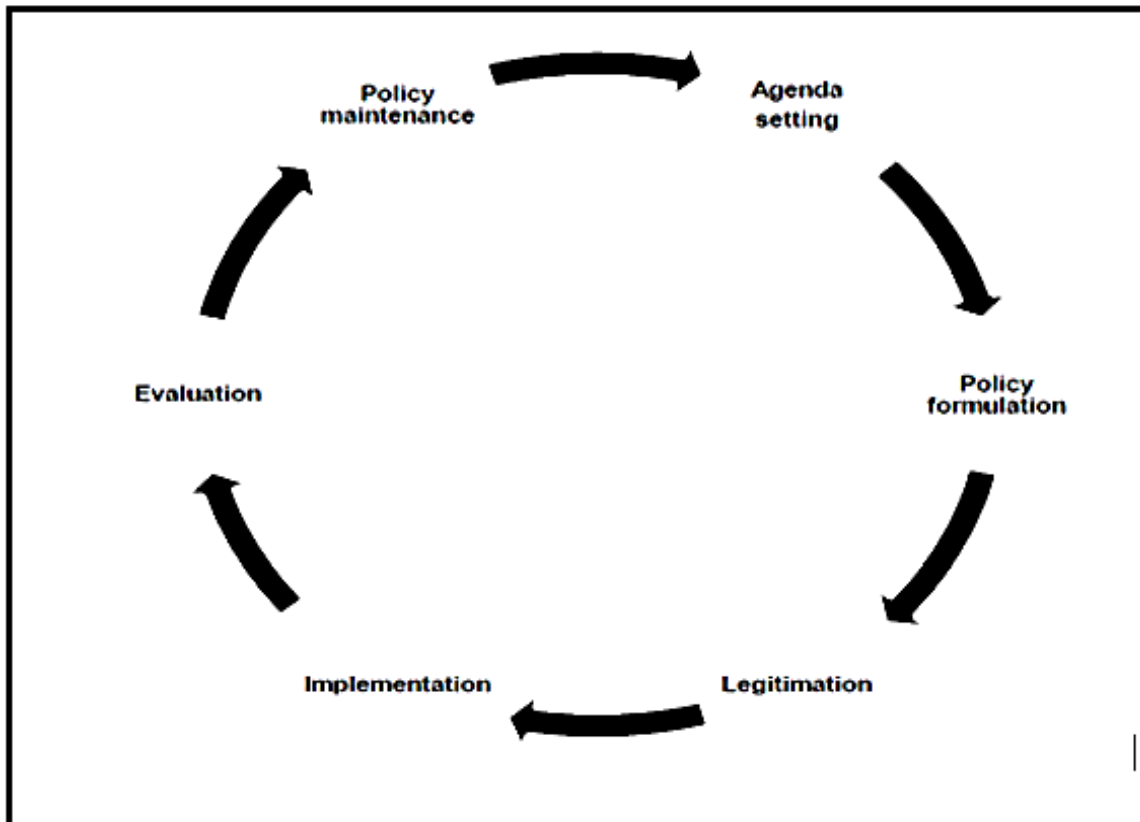 Policy
maintenance
Agenda
setting
Policy
formulation
Legitimation
Implementation
Evaluation